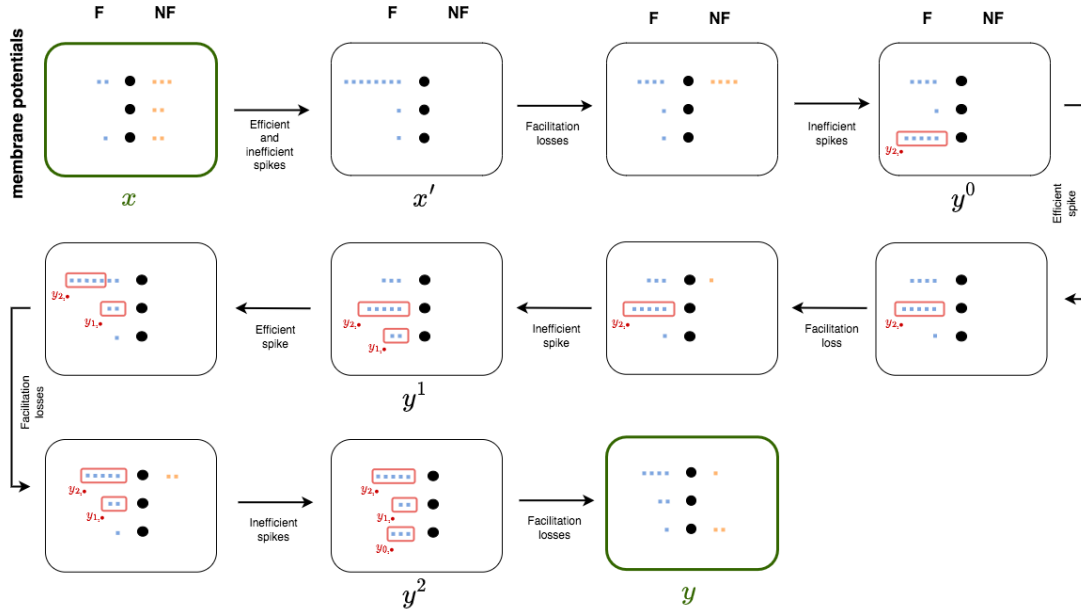 F NF F NF F NF
membrane potentials
Efficient
and
inefficient
spikes
Facilitation
losses
Inefficient
spikes
y₂,•
x
x′
y⁰
Efficient
spike
y₂,•
y₁,•
Efficient
spike
y₂,•
y₁,•
Inefficient
spike
y₂,•
Facilitation
loss
y₂,•
y¹
Facilitation
losses
y₂,•
y₁,•
Inefficient
spikes
y₂,•
y₁,•
y₀,•
Facilitation
losses
y²
y